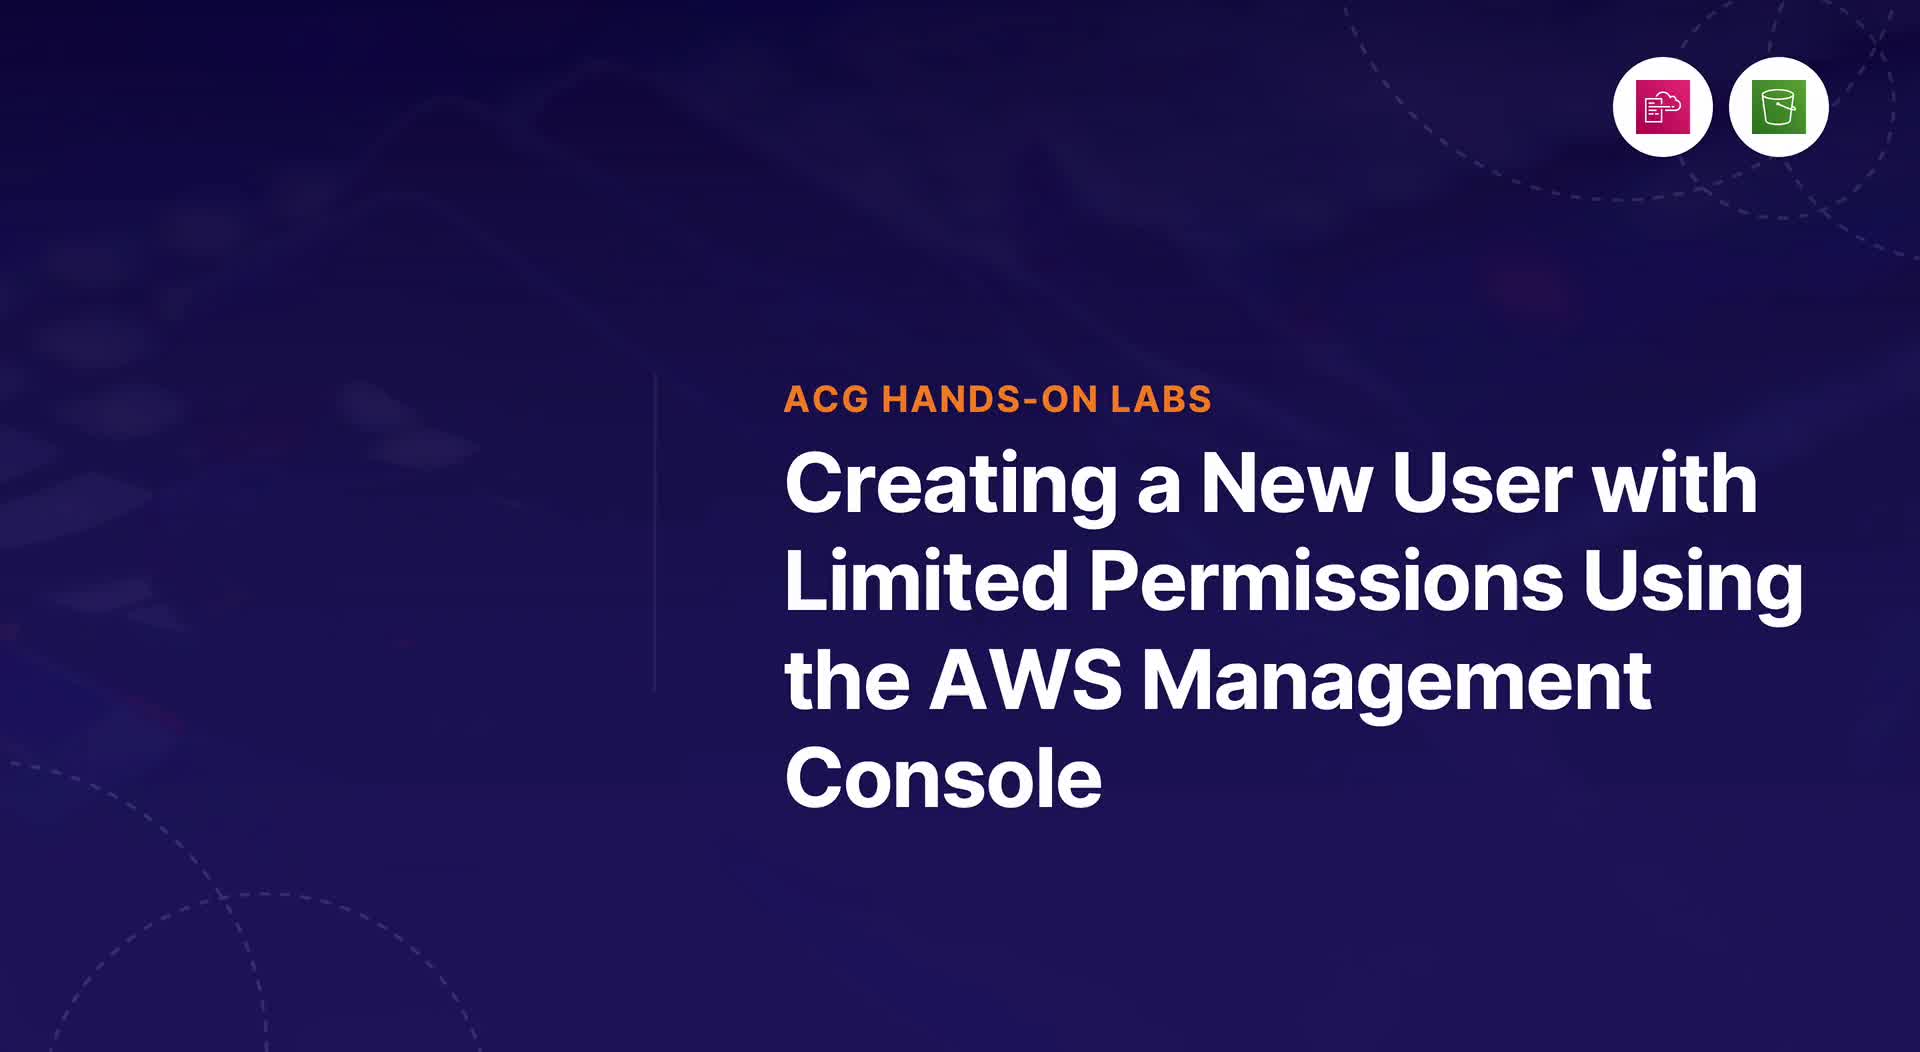 ACG HANDS-ON LABS
Creating a New User with
Limited Permissions Using
the AWS Management
Console